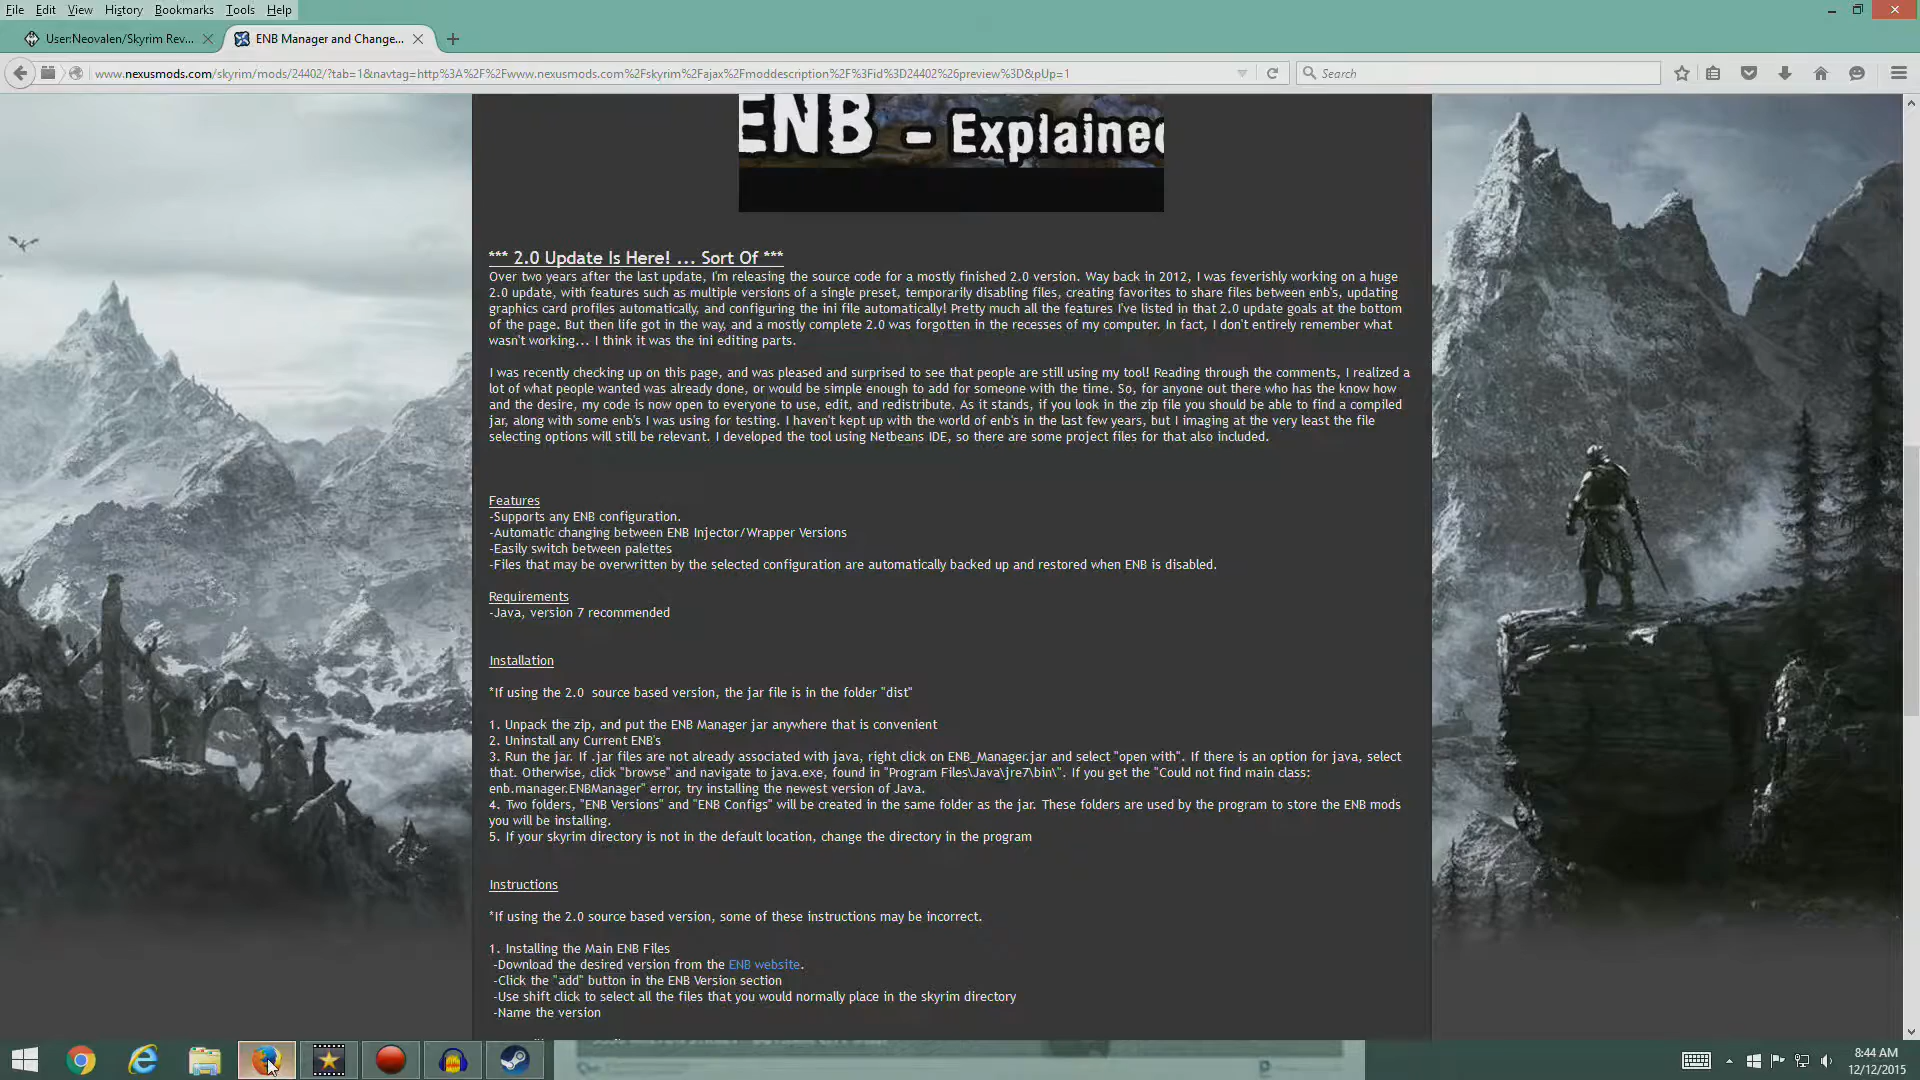 File Edit View History Bookmarks Tools Help
User:Neovalen/Skyrim Rev... ENB Manager and Change...
www.nexusmods.com/skyrim/mods/24402/?tab=1&navtag=http%3A%2F%2Fwww.nexusmods.com%2Fskyrim%2Fajax%2Fmoddescription%2F%3Fid%3D24402%26preview%3D&pUp=1 Search
ENB - Explained
*** 2.0 Update Is Here! ... Sort Of ***
Over two years after the last update, I'm releasing the source code for a mostly finished 2.0 version. Way back in 2012, I was feverishly working on a huge
2.0 update, with features such as multiple versions of a single preset, temporarily disabling files, creating favorites to share files between enb's, updating
graphics card profiles automatically, and configuring the ini file automatically! Pretty much all the features I've listed in that 2.0 update goals at the bottom
of the page. But then life got in the way, and a mostly complete 2.0 was forgotten in the recesses of my computer. In fact, I don't entirely remember what
wasn't working... I think it was the ini editing parts.
I was recently checking up on this page, and was pleased and surprised to see that people are still using my tool! Reading through the comments, I realized a
lot of what people wanted was already done, or would be simple enough to add for someone with the time. So, for anyone out there who has the know how
and the desire, my code is now open to everyone to use, edit, and redistribute. As it stands, if you look in the zip file you should be able to find a compiled
jar, along with some enb's I was using for testing. I haven't kept up with the world of enb's in the last few years, but I imaging at the very least the file
selecting options will still be relevant. I developed the tool using Netbeans IDE, so there are some project files for that also included.
Features
-Supports any ENB configuration.
-Automatic changing between ENB Injector/Wrapper Versions
-Easily switch between palettes
-Files that may be overwritten by the selected configuration are automatically backed up and restored when ENB is disabled.
Requirements
-Java, version 7 recommended
Installation
*If using the 2.0 source based version, the jar file is in the folder "dist"
1. Unpack the zip, and put the ENB Manager jar anywhere that is convenient
2. Uninstall any Current ENB's
3. Run the jar. If .jar files are not already associated with java, right click on ENB_Manager.jar and select "open with". If there is an option for java, select
that. Otherwise, click "browse" and navigate to java.exe, found in "Program Files\Java\jre7\bin\". If you get the "Could not find main class:
enb.manager.ENBManager" error, try installing the newest version of Java.
4. Two folders, "ENB Versions" and "ENB Configs" will be created in the same folder as the jar. These folders are used by the program to store the ENB mods
you will be installing.
5. If your skyrim directory is not in the default location, change the directory in the program
Instructions
*If using the 2.0 source based version, some of these instructions may be incorrect.
1. Installing the Main ENB Files
-Download the desired version from the ENB website.
-Click the "add" button in the ENB Version section
-Use shift click to select all the files that you would normally place in the skyrim directory
-Name the version
8:44 AM
12/12/2015